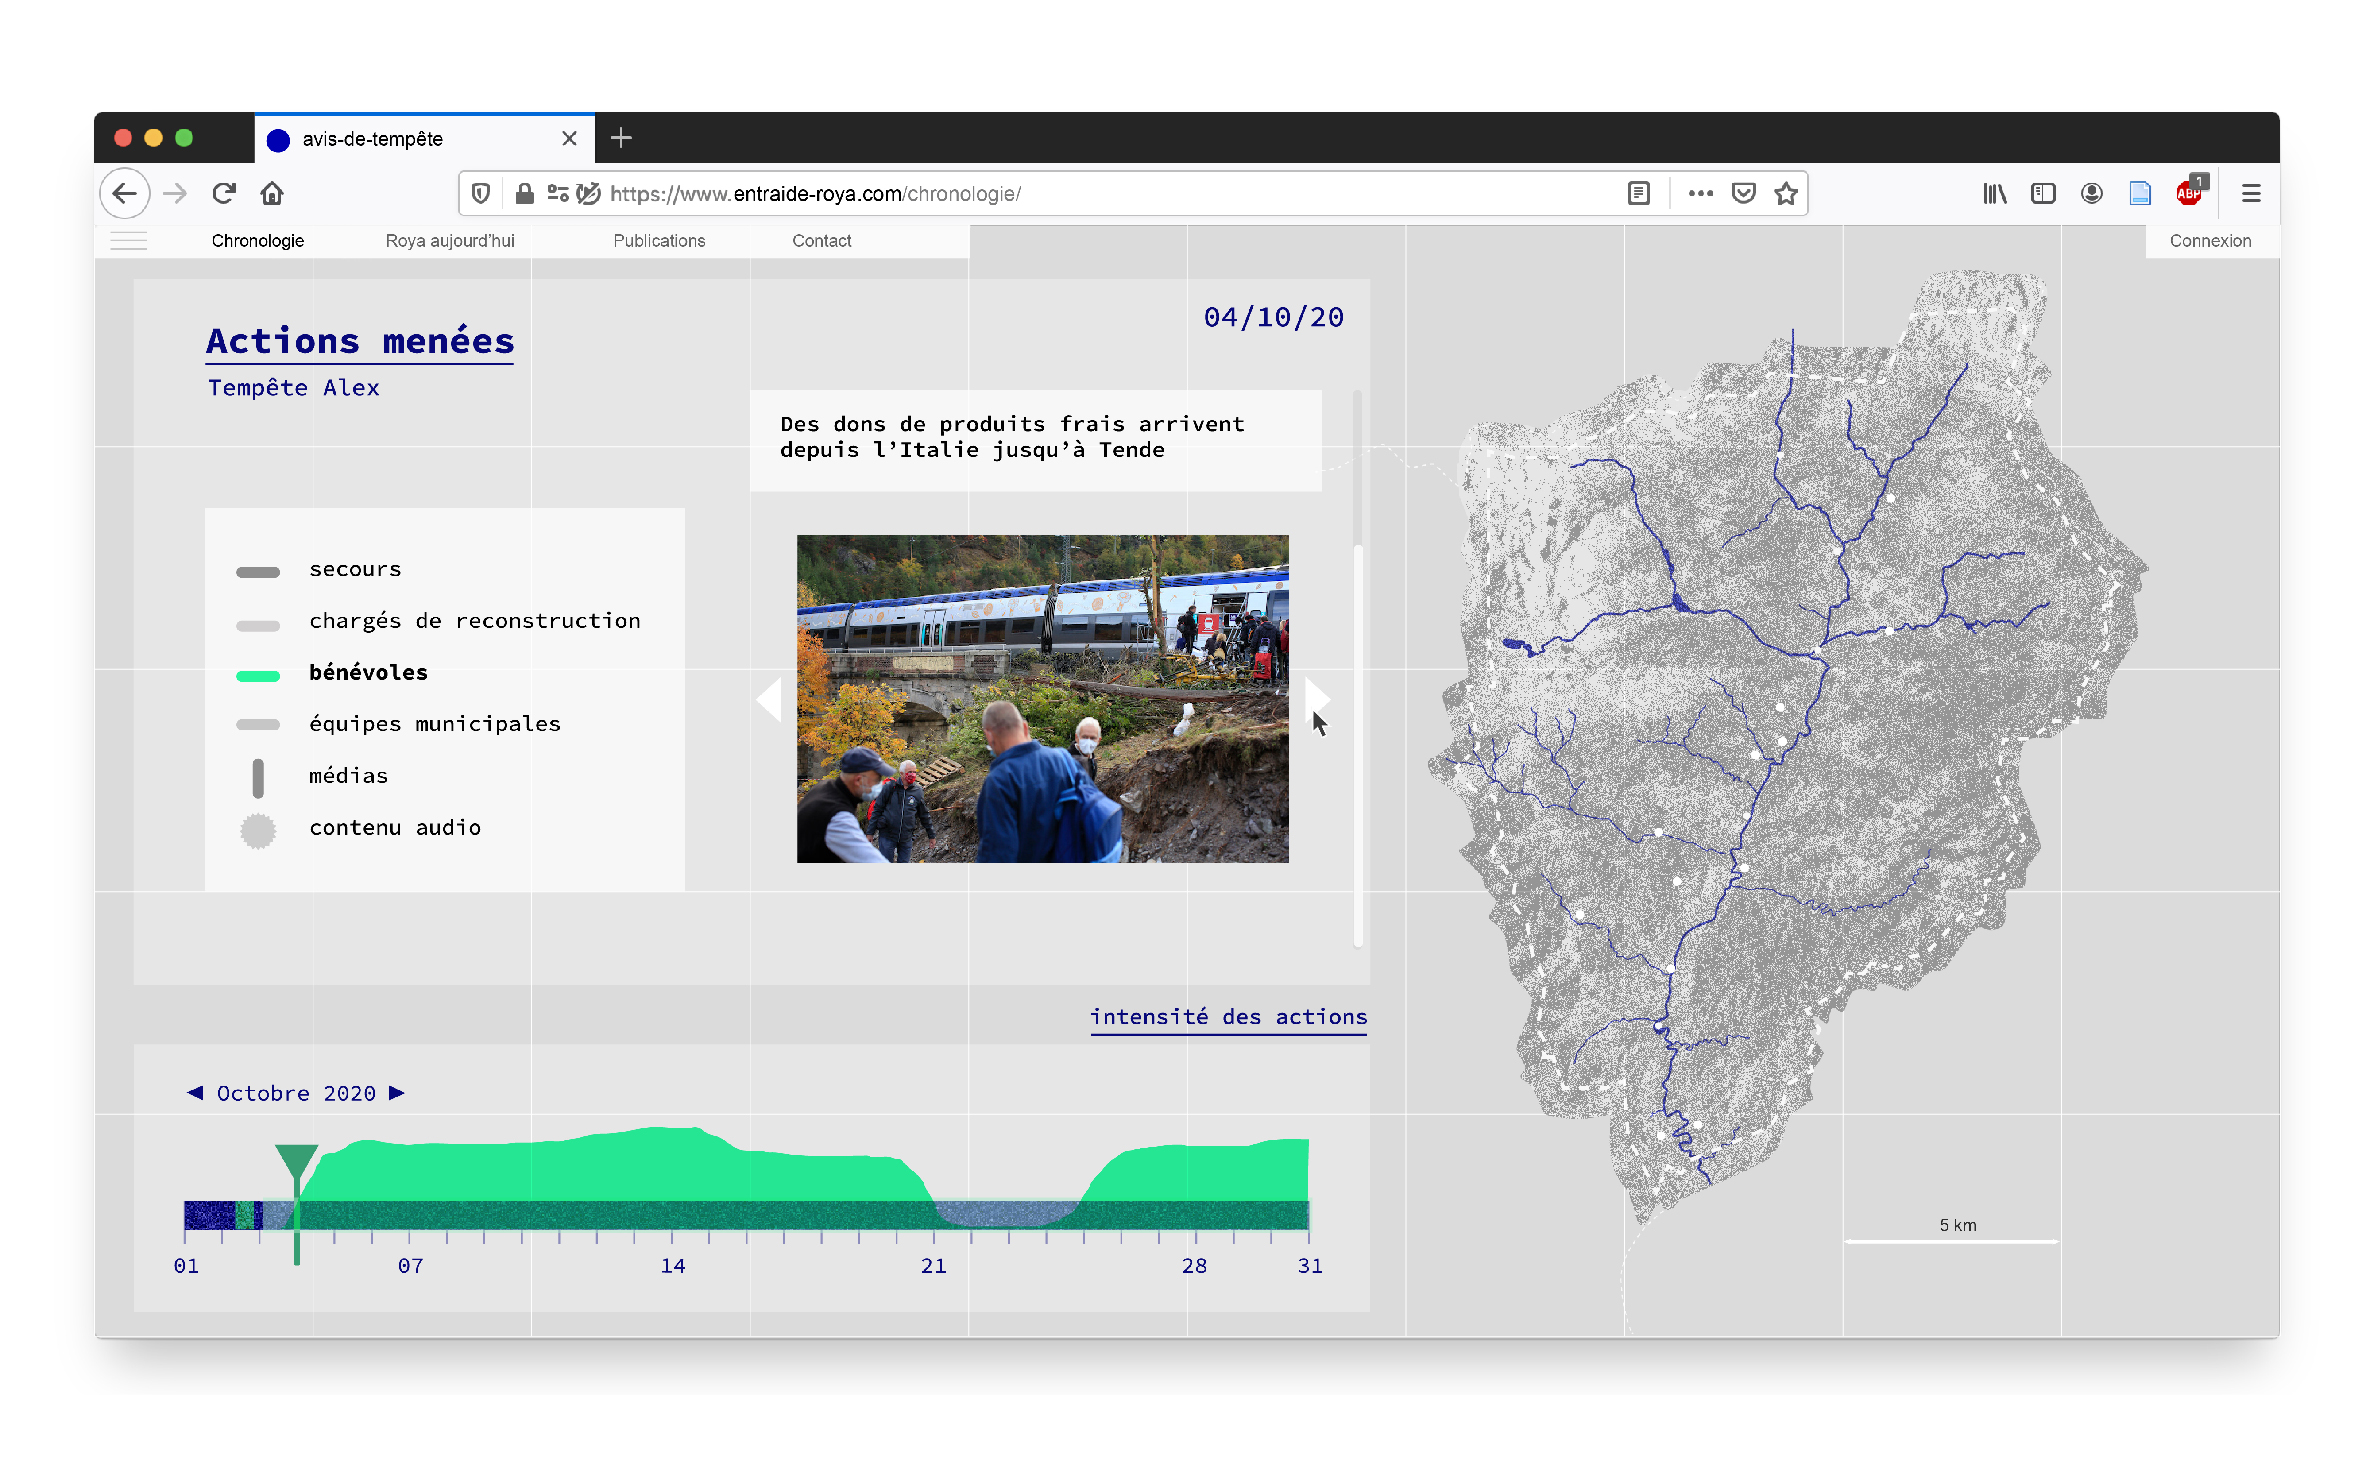 avis-de-tempête
https://www.entraide-roya.com/chronologie/
ABP
1
Chronologie
Roya aujourd’hui
Publications
Contact
Connexion
04/10/20
Actions menées
Tempête Alex
Des dons de produits frais arrivent
depuis l’Italie jusqu’à Tende
secours
chargés de reconstruction
bénévoles
équipes municipales
médias
contenu audio
intensité des actions
◄ Octobre 2020 ►
01
07
14
21
28
31
5 km